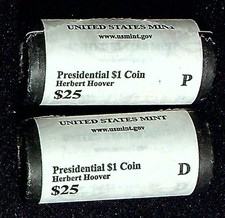 UNITED STATES MINT
www.usmint.gov
Presidential $1 Coin
Herbert Hoover
$25
P
UNITED STATES MINT
www.usmint.gov
Presidential $1 Coin
Herbert Hoover
$25
D